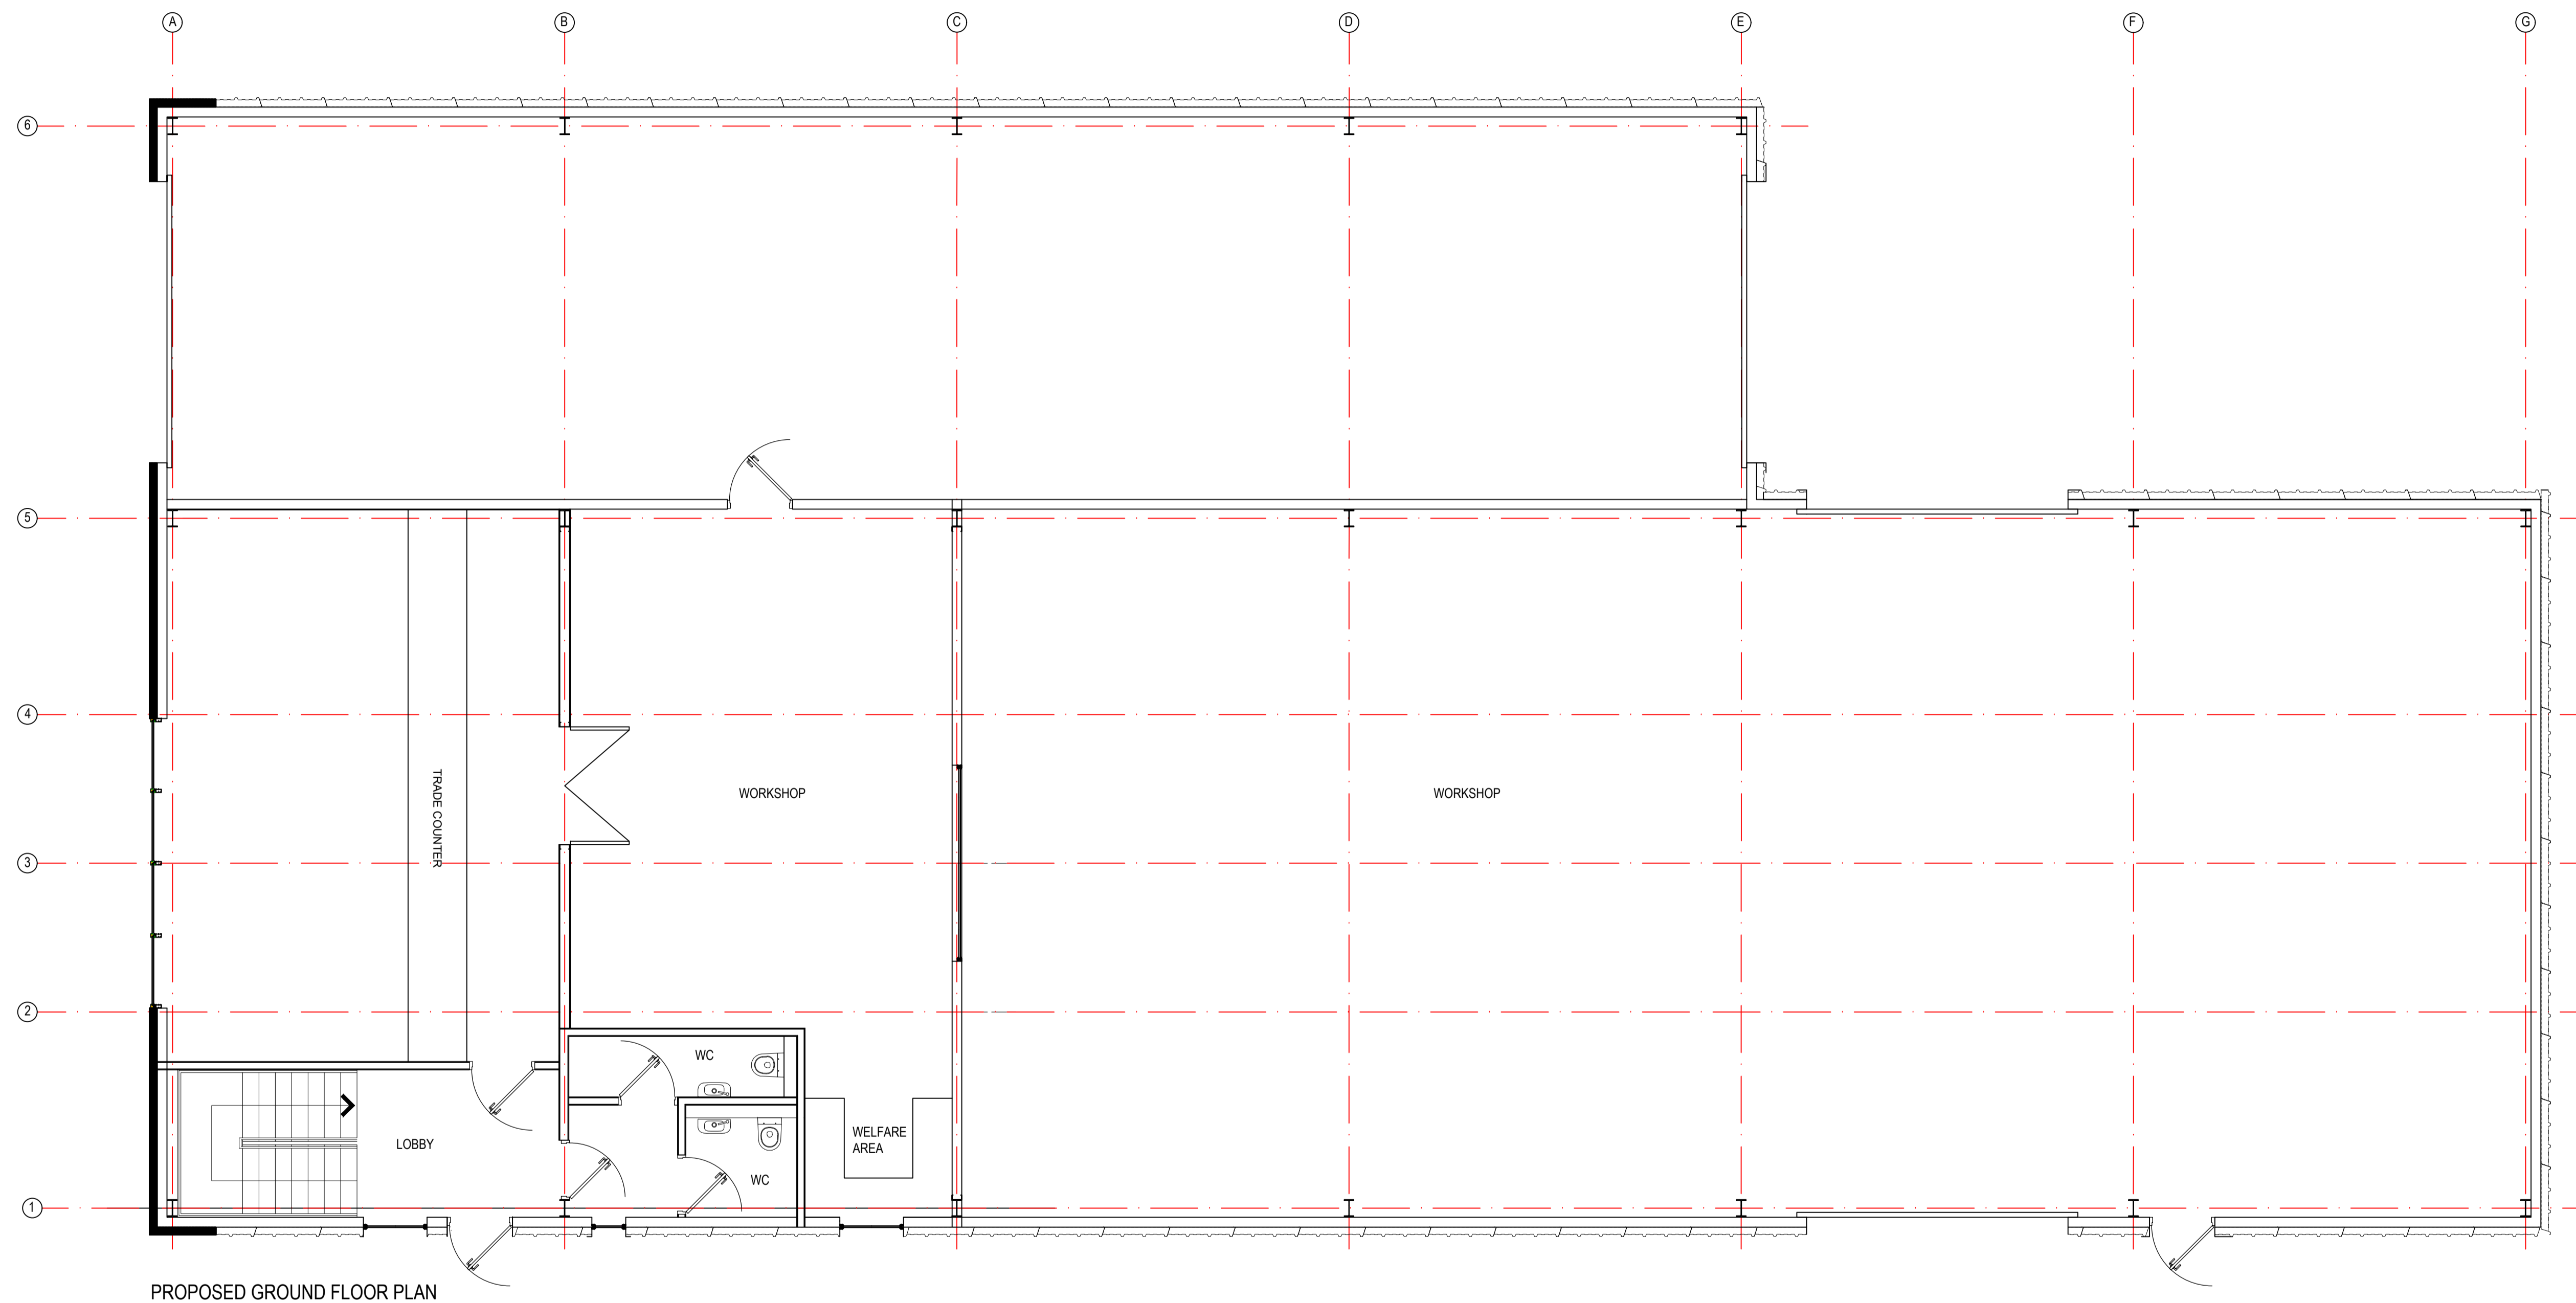 A B C D E F G
6
5
4
TRADE COUNTER
WORKSHOP WORKSHOP
3
2
WC
WELFARE
AREA
LOBBY
WC
1
PROPOSED GROUND FLOOR PLAN